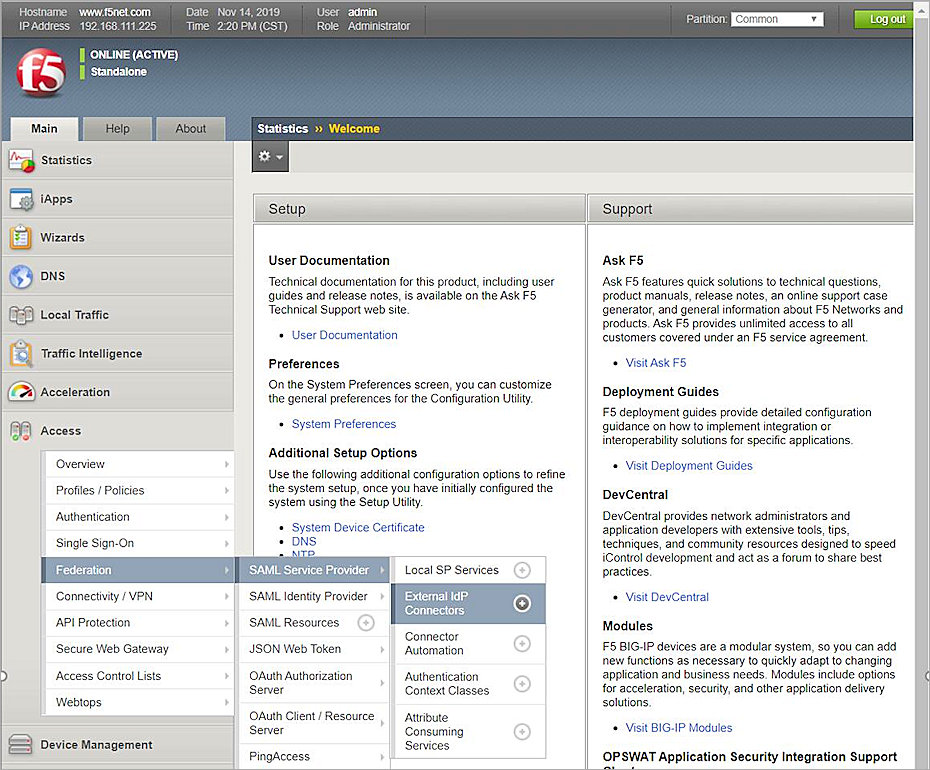 Hostname www.f5net.com Date Nov 14, 2019 User admin
IP Address 192.168.111.225 Time 2:20 PM (CST) Role Administrator
Partition: Common Log out
f5
ONLINE (ACTIVE)
Standalone
Main Help About
Statistics
iApps
Wizards
DNS
Local Traffic
Traffic Intelligence
Acceleration
Access
Overview
Profiles / Policies
Authentication
Single Sign-On
Federation
Connectivity / VPN
API Protection
Secure Web Gateway
Access Control Lists
Webtops
Device Management
SAML Service Provider
SAML Identity Provider
SAML Resources
JSON Web Token
OAuth Authorization
Server
OAuth Client / Resource
Server
PingAccess
Local SP Services
External IdP
Connectors
Connector
Automation
Authentication
Context Classes
Attribute
Consuming
Services
Statistics ›› Welcome
Setup
User Documentation
Technical documentation for this product, including user
guides and release notes, is available on the Ask F5
Technical Support web site.
• User Documentation
Preferences
On the System Preferences screen, you can customize
the general preferences for the Configuration Utility.
• System Preferences
Additional Setup Options
Use the following additional configuration options to refine
the system setup, once you have initially configured the
system using the Setup Utility.
• System Device Certificate
• DNS
• NTP
Support
Ask F5
Ask F5 features quick solutions to technical questions,
product manuals, release notes, an online support case
generator, and general information about F5 Networks and
products. Ask F5 provides unlimited access to all
customers covered under an F5 service agreement.
• Visit Ask F5
Deployment Guides
F5 deployment guides provide detailed configuration
guidance on how to implement integration or
interoperability solutions for specific applications.
• Visit Deployment Guides
DevCentral
DevCentral provides network administrators and
application developers with extensive tools, tips,
techniques, and community resources designed to speed
iControl development and act as a forum to share best
practices.
• Visit DevCentral
Modules
F5 BIG-IP devices are a modular system, so you can add
new functions as necessary to quickly adapt to changing
application and business needs. Modules include options
for acceleration, security, and other application delivery
solutions.
• Visit BIG-IP Modules
OPSWAT Application Security Integration Support